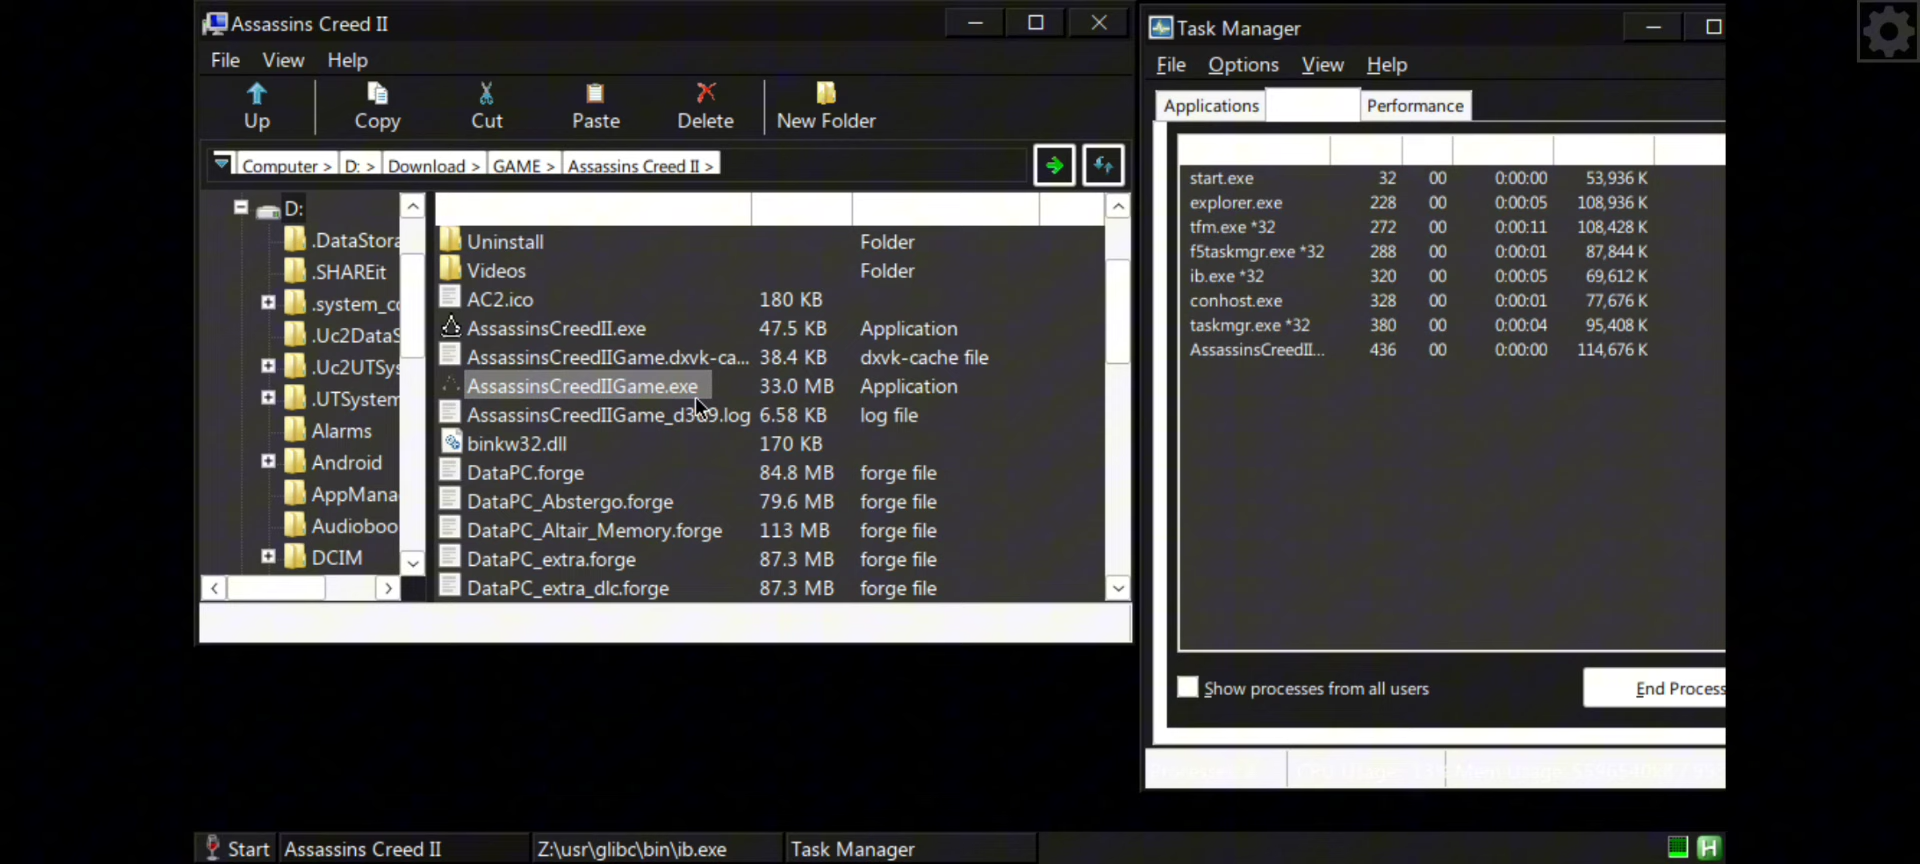 Assassins Creed II
File View Help
Up Copy Cut Paste Delete New Folder
Computer > D: > Download > GAME > Assassins Creed II >
D:
.DataStora
.SHAREit
.system_co
.Uc2DataS
.Uc2UTSys
.UTSystem
Alarms
Android
AppMana
Audioboo
DCIM
Uninstall Folder
Videos Folder
AC2.ico 180 KB
AssassinsCreedII.exe 47.5 KB Application
AssassinsCreedIIGame.dxvk-ca... 38.4 KB dxvk-cache file
AssassinsCreedIIGame.exe 33.0 MB Application
AssassinsCreedIIGame_d3d9.log 6.58 KB log file
binkw32.dll 170 KB
DataPC.forge 84.8 MB forge file
DataPC_Abstergo.forge 79.6 MB forge file
DataPC_Altair_Memory.forge 113 MB forge file
DataPC_extra.forge 87.3 MB forge file
DataPC_extra_dlc.forge 87.3 MB forge file
Task Manager
File Options View Help
Applications Performance
start.exe 32 00 0:00:00 53,936 K
explorer.exe 228 00 0:00:05 108,936 K
tfm.exe *32 272 00 0:00:11 108,428 K
f5taskmgr.exe *32 288 00 0:00:01 87,844 K
ib.exe *32 320 00 0:00:05 69,612 K
conhost.exe 328 00 0:00:01 77,676 K
taskmgr.exe *32 380 00 0:00:04 95,408 K
AssassinsCreedII... 436 00 0:00:00 114,676 K
Show processes from all users
End Process
Start Assassins Creed II Z:\usr\glibc\bin\ib.exe Task Manager
H